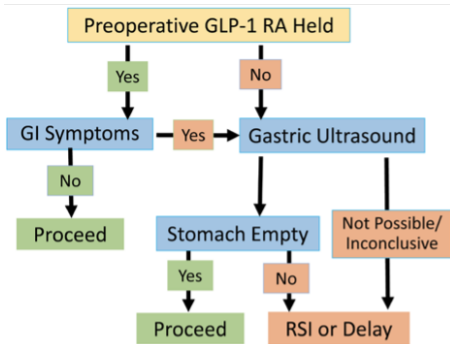 Preoperative GLP-1 RA Held
Yes
No
GI Symptoms
Yes
Gastric Ultrasound
No
Proceed
Stomach Empty
Not Possible/
Inconclusive
Yes
No
Proceed
RSI or Delay